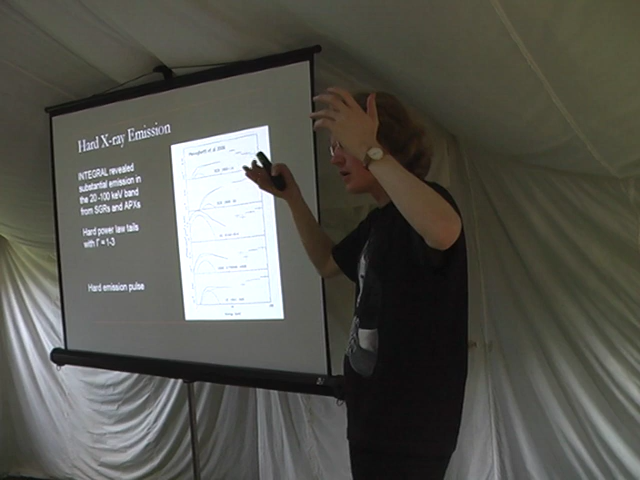 Hard X-ray Emission
INTEGRAL revealed
substantial emission in
the 20-100 keV band
from SGRs and APXs
Hard power law tails
with Γ ≈ 1-3
Hard emission pulse